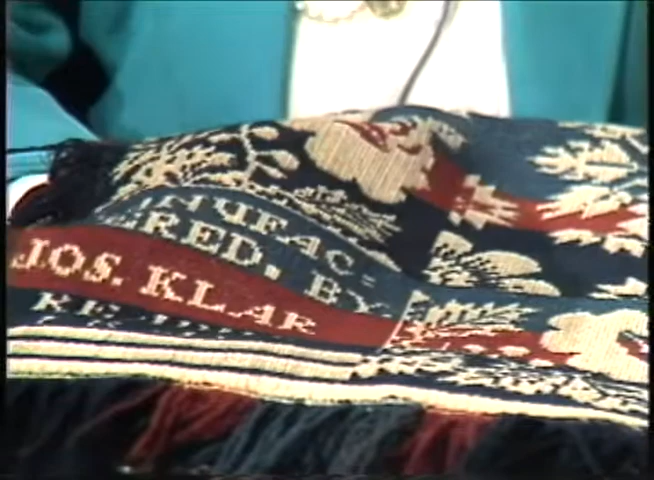 NUFAC=
RED, BY
JOS. KLAR